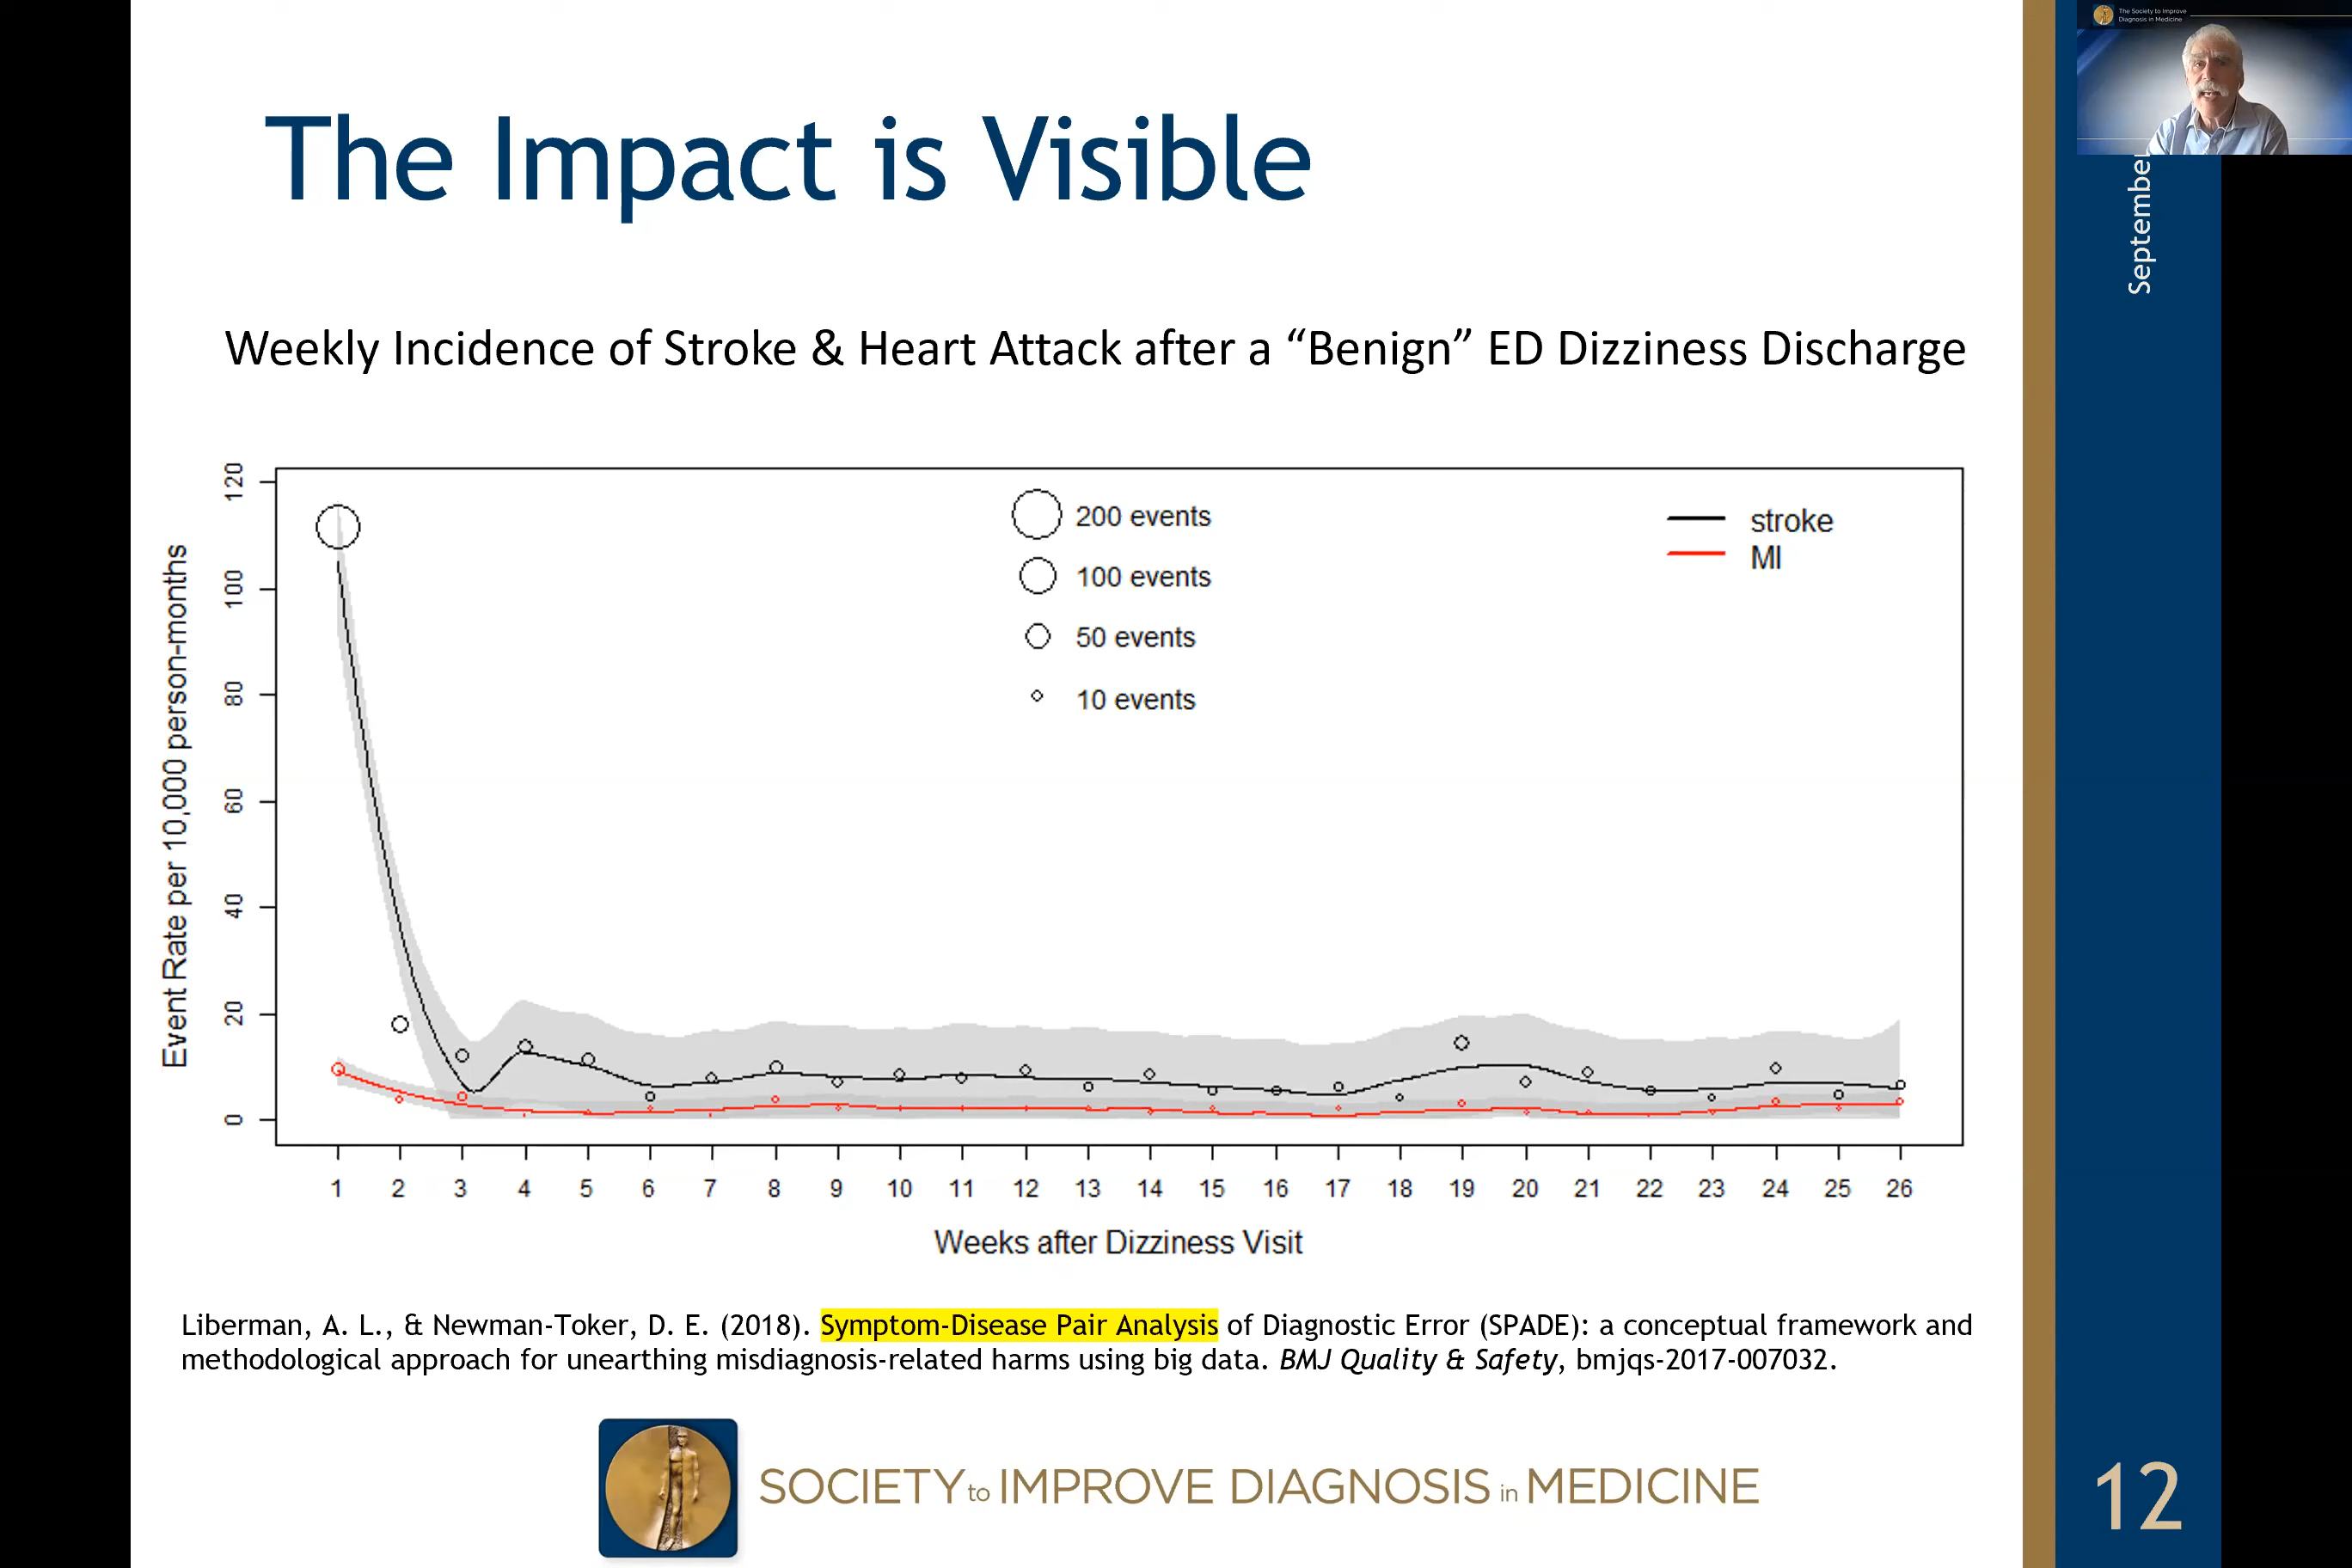 The Society to Improve
Diagnosis in Medicine
The Impact is Visible
September
Weekly Incidence of Stroke & Heart Attack after a “Benign” ED Dizziness Discharge
Event Rate per 10,000 person-months
120
100
80
60
40
20
0
200 events
100 events
50 events
10 events
stroke
MI
1 2 3 4 5 6 7 8 9 10 11 12 13 14 15 16 17 18 19 20 21 22 23 24 25 26
Weeks after Dizziness Visit
Liberman, A. L., & Newman-Toker, D. E. (2018). Symptom-Disease Pair Analysis of Diagnostic Error (SPADE): a conceptual framework and
methodological approach for unearthing misdiagnosis-related harms using big data. BMJ Quality & Safety, bmjqs-2017-007032.
SOCIETY to IMPROVE DIAGNOSIS in MEDICINE
12